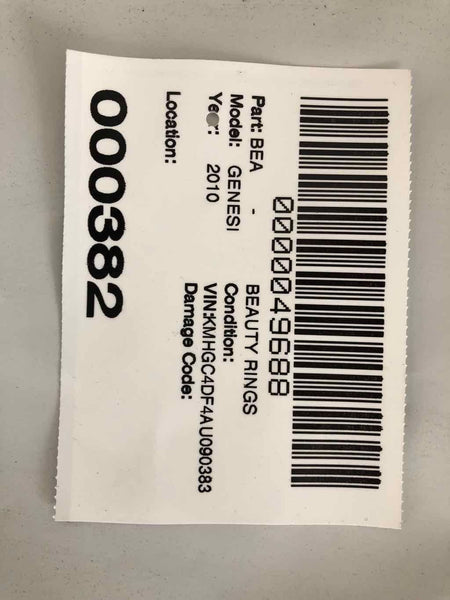 0000049688
Part: BEA - BEAUTY RINGS
Model: GENESI Condition:
Year: 2010 VIN:KMHGC4DF4AU090383
Damage Code:
Location:
000382